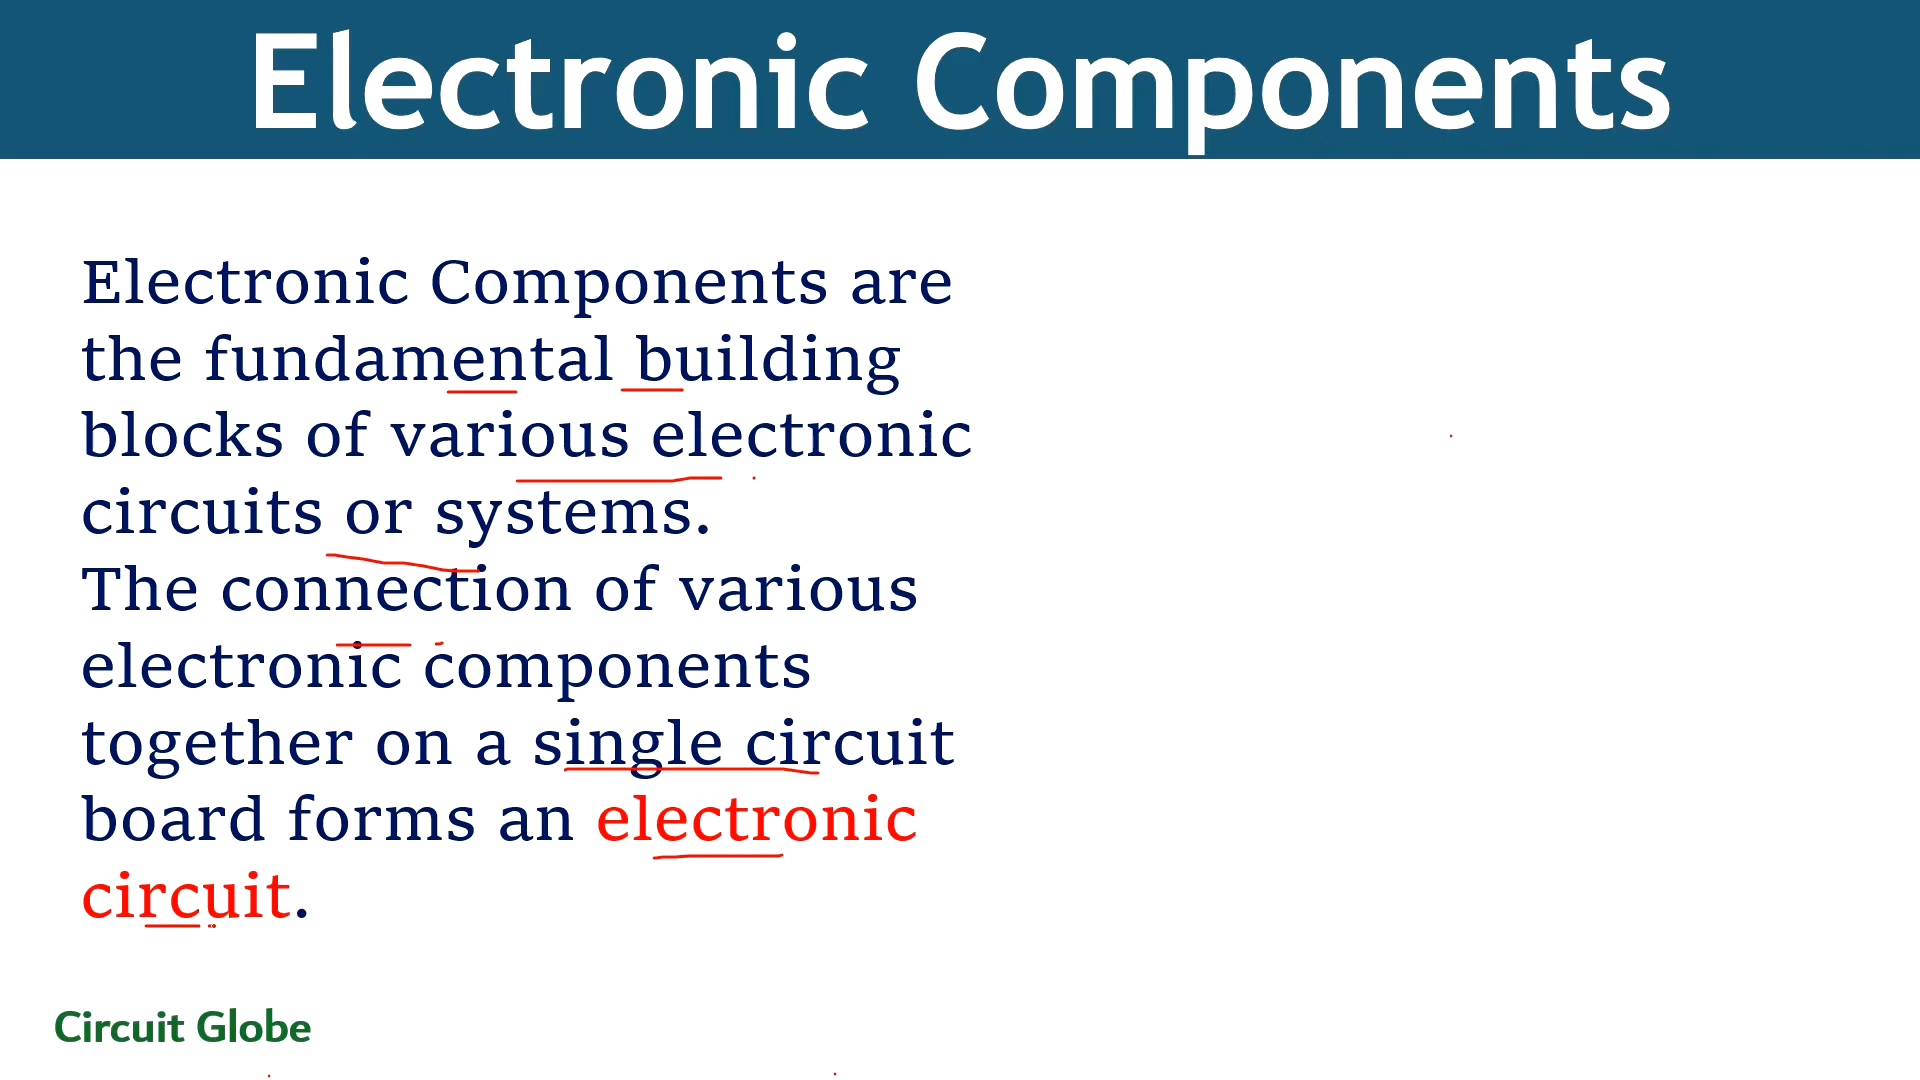 Electronic Components
Electronic Components are
the fundamental building
blocks of various electronic
circuits or systems.
The connection of various
electronic components
together on a single circuit
board forms an electronic
circuit.
Circuit Globe